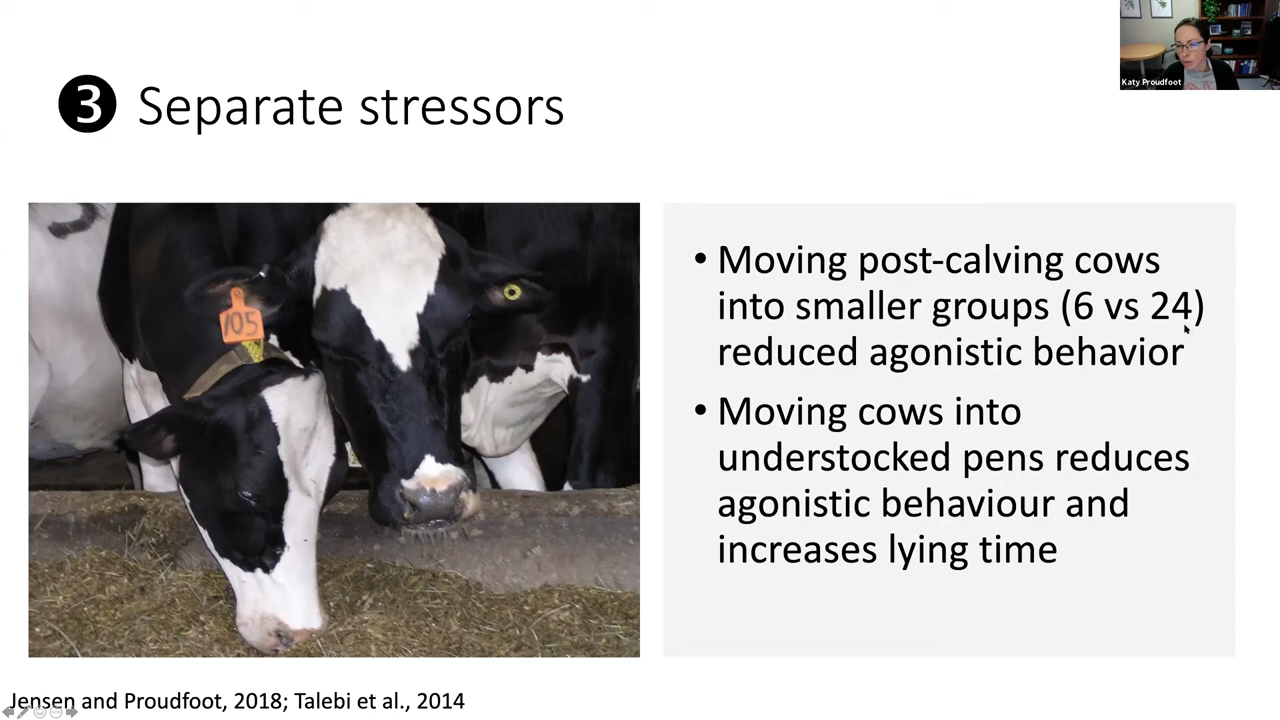 Katy Proudfoot
❸ Separate stressors
105
• Moving post-calving cows
into smaller groups (6 vs 24)
reduced agonistic behavior
• Moving cows into
understocked pens reduces
agonistic behaviour and
increases lying time
Jensen and Proudfoot, 2018; Talebi et al., 2014